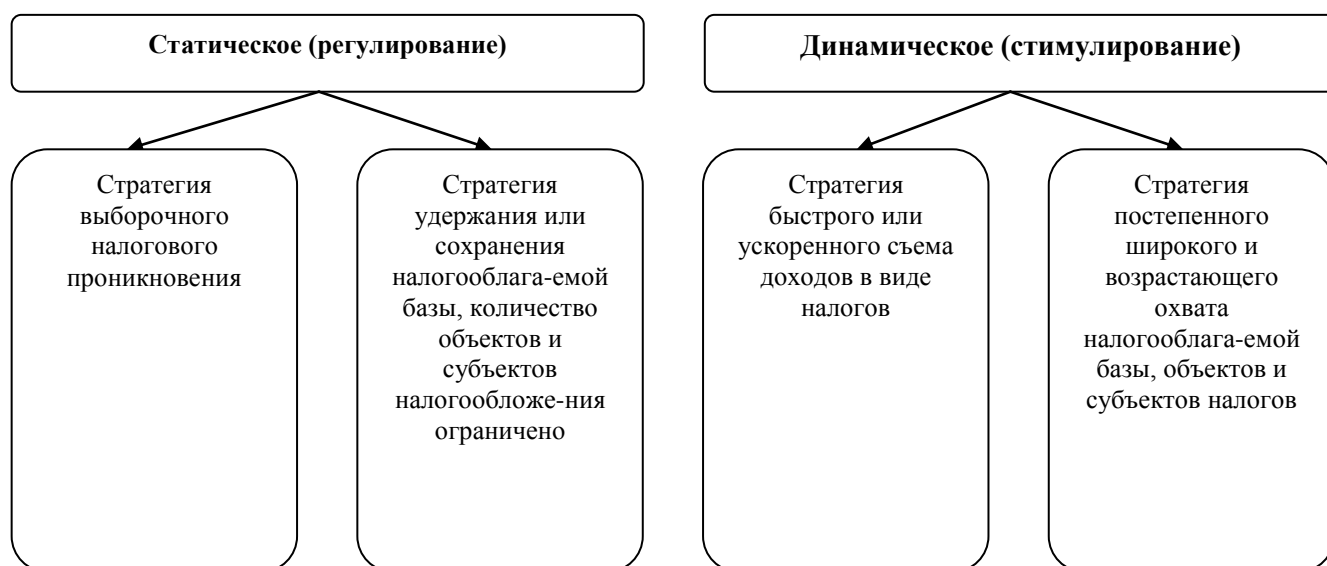 Статическое (регулирование)
Динамическое (стимулирование)
Стратегия
выборочного
налогового
проникновения
Стратегия
удержания или
сохранения
налогооблага-емой
базы, количество
объектов и
субъектов
налогообложе-ния
ограничено
Стратегия
быстрого или
ускоренного съема
доходов в виде
налогов
Стратегия
постепенного
широкого и
возрастающего
охвата
налогооблага-емой
базы, объектов и
субъектов налогов